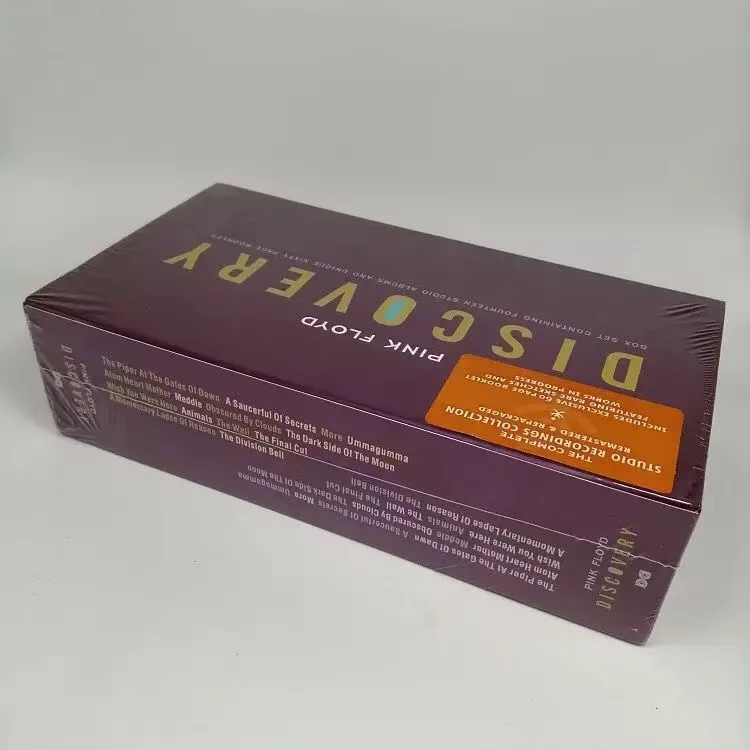 BOX SET CONTAINING FOURTEEN STUDIO ALBUMS AND UNIQUE SIXTY PAGE BOOKLET
DISCOVERY
PINK FLOYD
THE COMPLETE
STUDIO RECORDINGS COLLECTION
REMASTERED & REPACKAGED
INCLUDES EXCLUSIVE 60 PAGE BOOKLET
FEATURING RARE SKETCHES AND
WORKS IN PROGRESS
PINK FLOYD
DISCOVERY
The Piper At The Gates Of Dawn A Saucerful Of Secrets More Ummagumma
Atom Heart Mother Meddle Obscured By Clouds The Dark Side Of The Moon
Wish You Were Here Animals The Wall The Final Cut
A Momentary Lapse Of Reason The Division Bell
The Piper At The Gates Of Dawn A Saucerful Of Secrets More Ummagumma
Atom Heart Mother Meddle Obscured By Clouds The Dark Side Of The Moon
Wish You Were Here Animals The Wall The Final Cut
A Momentary Lapse Of Reason The Division Bell
PINK FLOYD
DISCOVERY